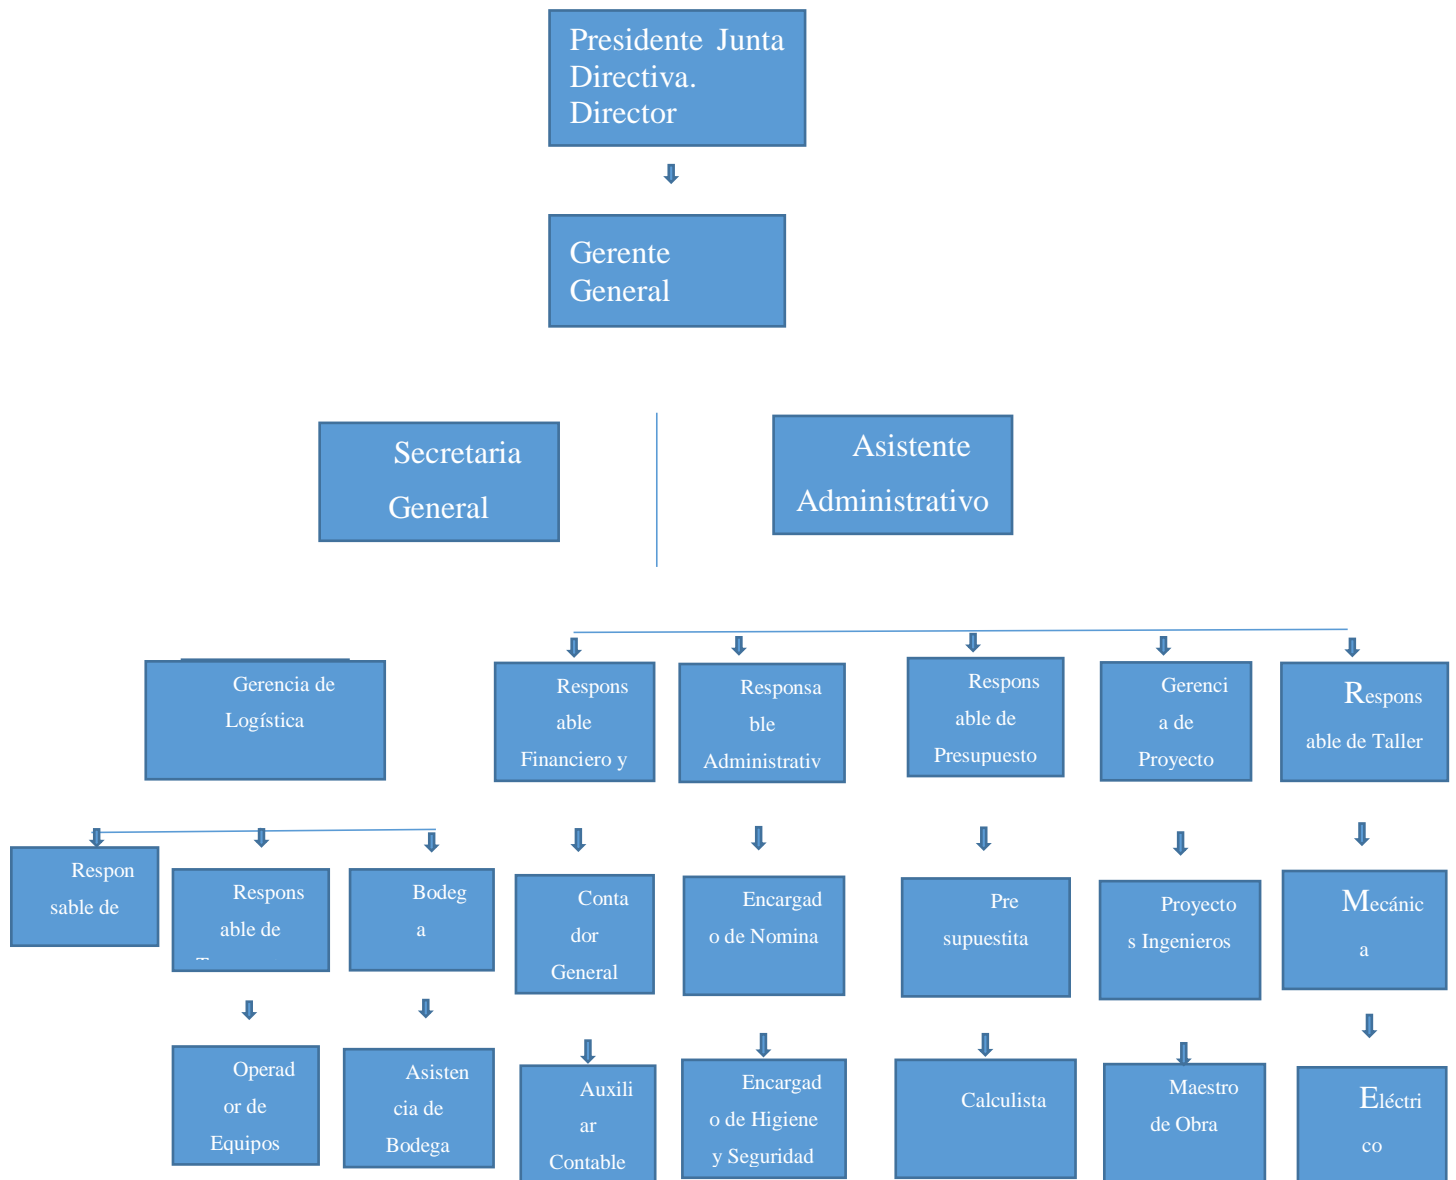 Presidente Junta
Directiva.
Director
Gerente
General
Secretaria
General
Asistente
Administrativo
Gerencia de
Logística
Respons
able
Financiero y
Responsa
ble
Administrativ
Respons
able de
Presupuesto
Gerenci
a de
Proyecto
Respons
able de Taller
Respon
sable de
Respons
able de
Bodeg
a
Conta
dor
General
Encargad
o de Nomina
Pre
supuestita
Proyecto
s Ingenieros
Mecánic
a
Operad
or de
Equipos
Asisten
cia de
Bodega
Auxili
ar
Contable
Encargad
o de Higiene
y Seguridad
Calculista
Maestro
de Obra
Eléctri
co